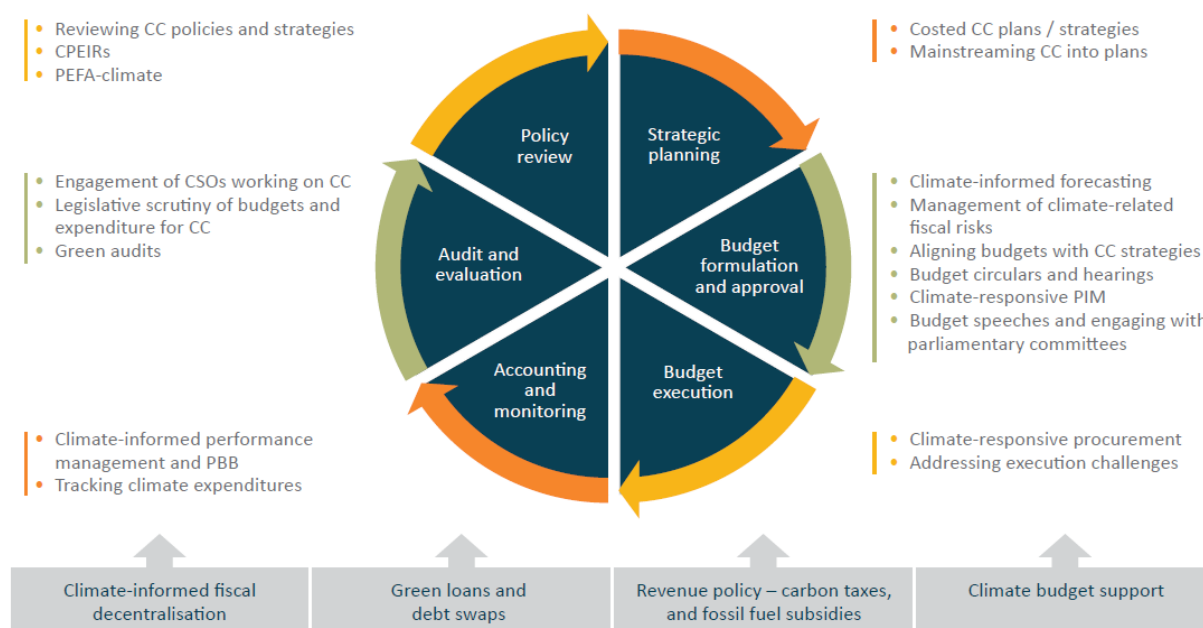 Reviewing CC policies and strategies
CPEIRs
PEFA-climate
Costed CC plans / strategies
Mainstreaming CC into plans
Policy
review
Strategic
planning
Engagement of CSOs working on CC
Legislative scrutiny of budgets and
expenditure for CC
Green audits
Audit and
evaluation
Budget
formulation
and approval
Climate-informed forecasting
Management of climate-related
fiscal risks
Aligning budgets with CC strategies
Budget circulars and hearings
Climate-responsive PIM
Budget speeches and engaging with
parliamentary committees
Accounting
and
monitoring
Budget
execution
Climate-informed performance
management and PBB
Tracking climate expenditures
Climate-responsive procurement
Addressing execution challenges
Climate-informed fiscal
decentralisation
Green loans and
debt swaps
Revenue policy – carbon taxes,
and fossil fuel subsidies
Climate budget support